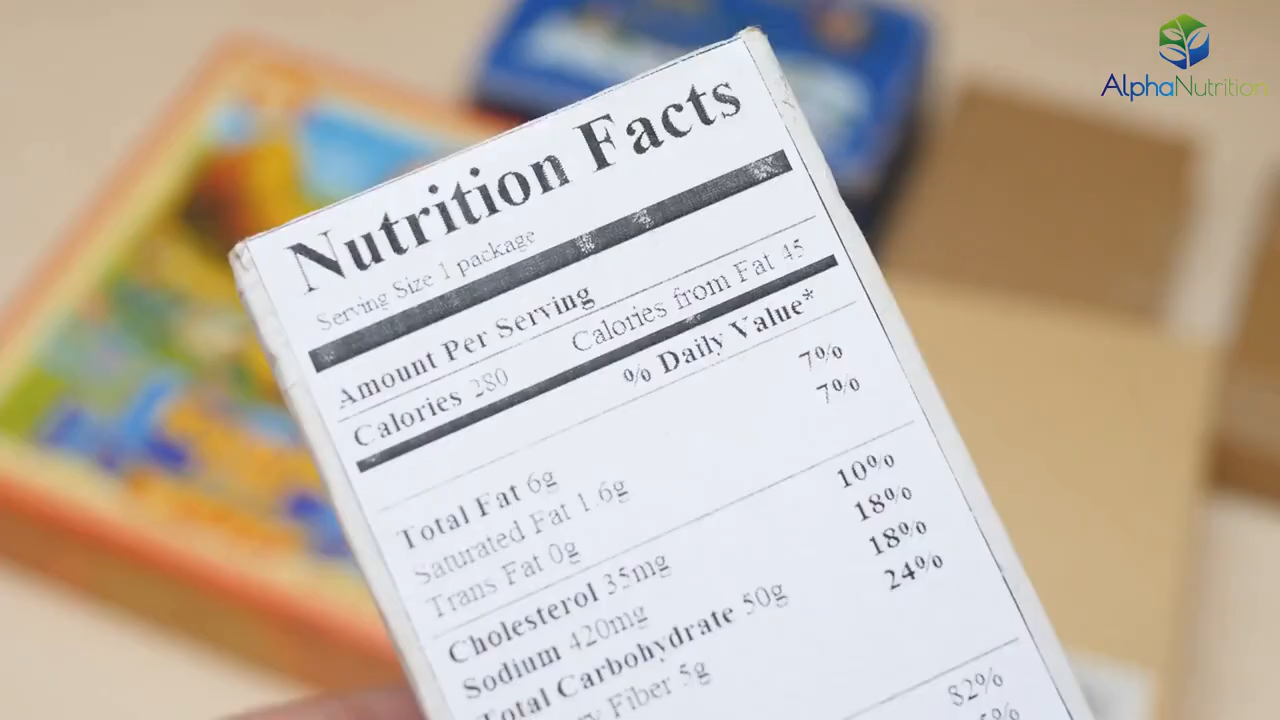 AlphaNutrition
Nutrition Facts
Serving Size 1 package
Amount Per Serving
Calories 280 Calories from Fat 45
% Daily Value*
Total Fat 6g 7%
Saturated Fat 1.6g 7%
Trans Fat 0g
Cholesterol 35mg 10%
Sodium 420mg 18%
Total Carbohydrate 50g 18%
Fiber 5g 24%
82%